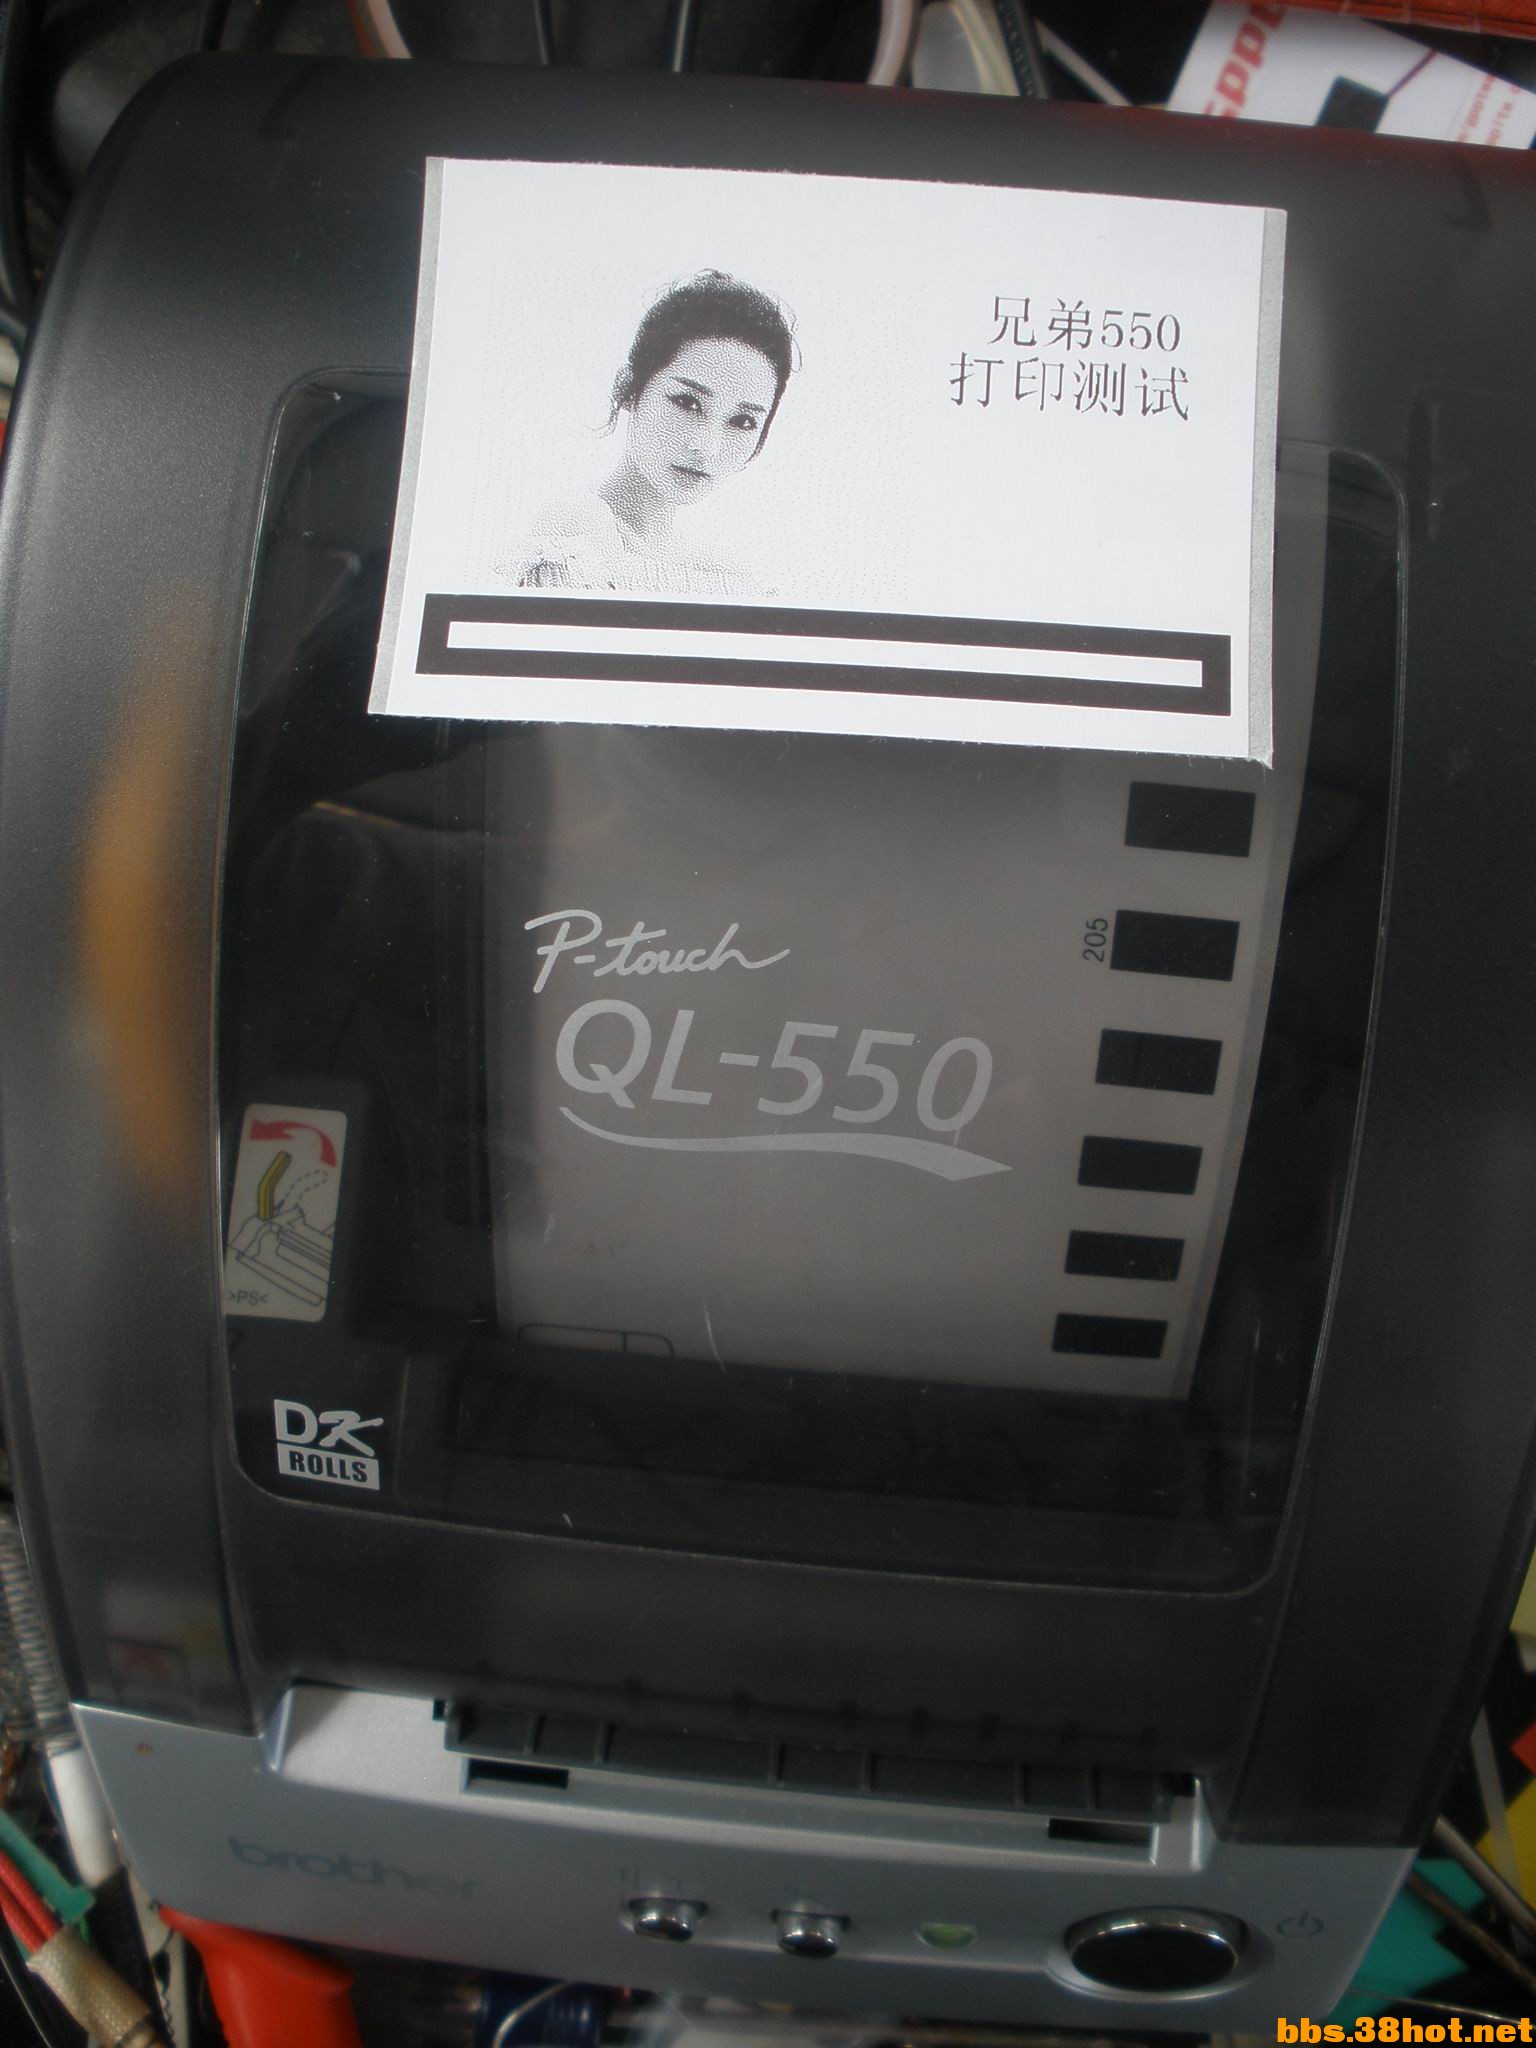 兄弟550
打印测试
205
P-touch
QL-550
>PS<
DK
ROLLS
brother
bbs.38hot.net